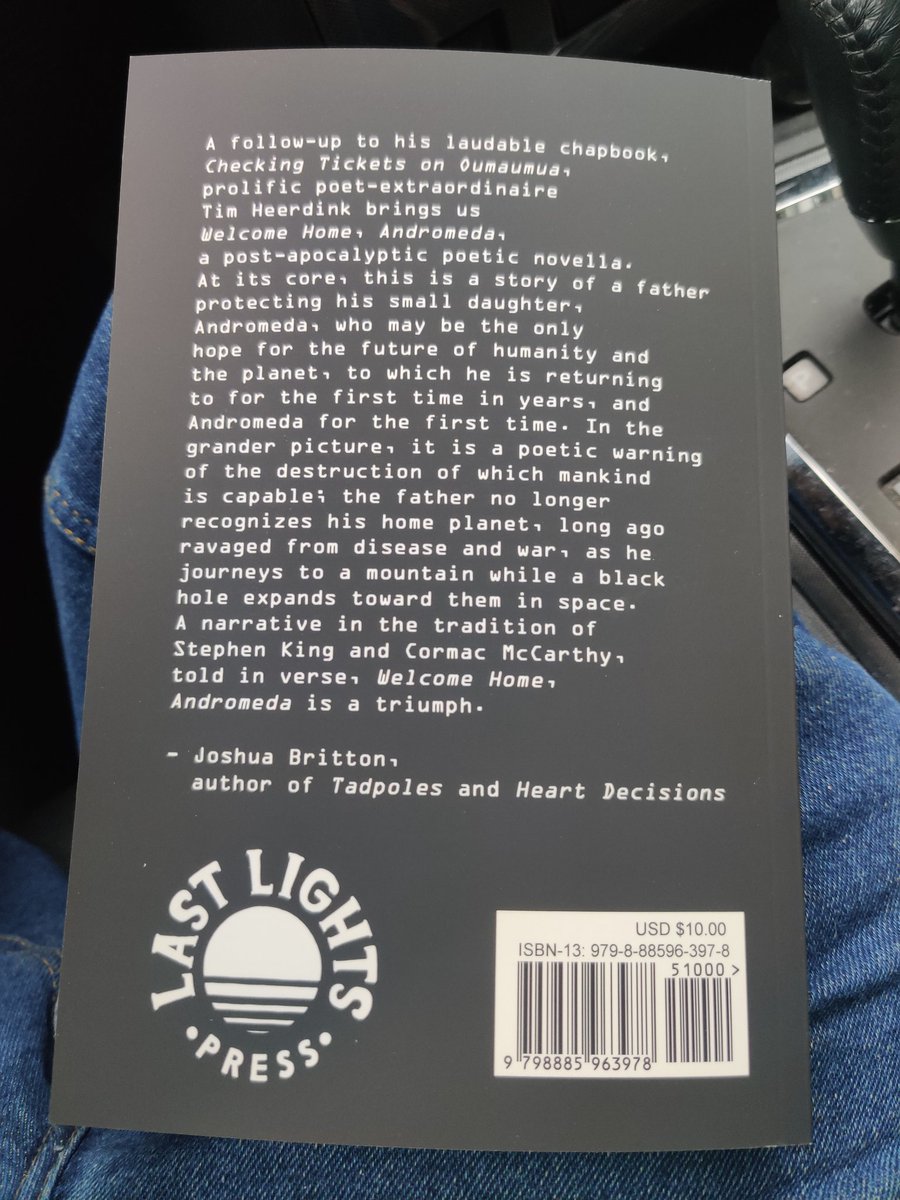 A follow-up to his laudable chapbook,
Checking Tickets on Oumaumua,
prolific poet-extraordinaire
Tim Heerdink brings us
Welcome Home, Andromeda,
a post-apocalyptic poetic novella.
At its core, this is a story of a father
protecting his small daughter,
Andromeda, who may be the only
hope for the future of humanity and
the planet, to which he is returning
to for the first time in years, and
Andromeda for the first time. In the
grander picture, it is a poetic warning
of the destruction of which mankind
is capable; the father no longer
recognizes his home planet, long ago
ravaged from disease and war, as he
journeys to a mountain while a black
hole expands toward them in space.
A narrative in the tradition of
Stephen King and Cormac McCarthy,
told in verse, Welcome Home,
Andromeda is a triumph.
- Joshua Britton,
author of Tadpoles and Heart Decisions
LAST LIGHTS
•PRESS•
USD $10.00
ISBN-13: 979-8-88596-397-8
51000 >
9 798885 963978